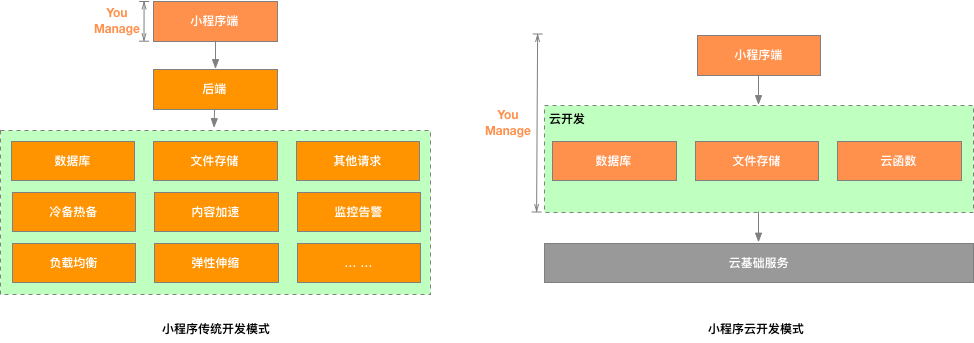 You
Manage
小程序端
后端
数据库
文件存储
其他请求
冷备热备
内容加速
监控告警
负载均衡
弹性伸缩
... ...
小程序传统开发模式
You
Manage
小程序端
云开发
数据库
文件存储
云函数
云基础服务
小程序云开发模式